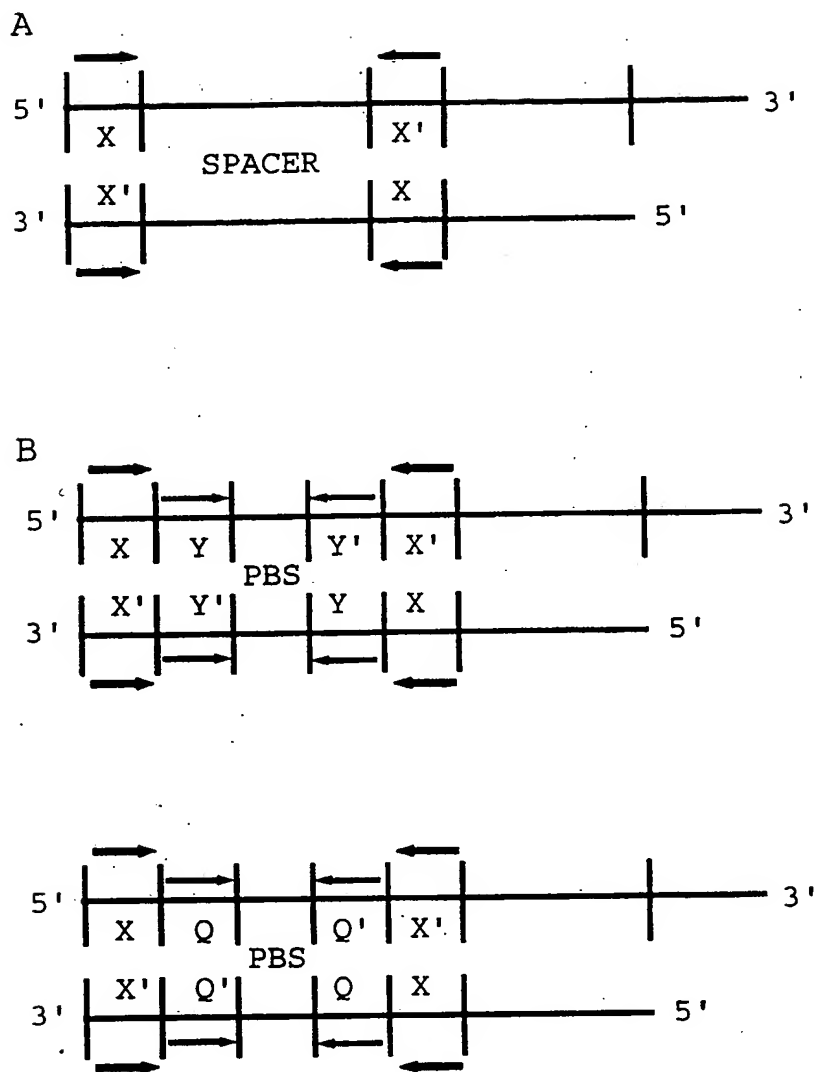 A
5' 3'
X X'
SPACER
X' X
3' 5'
B
5' 3'
X Y Y' X'
PBS
X' Y' Y X
3' 5'
5' 3'
X Q Q' X'
PBS
X' Q' Q X
3' 5'